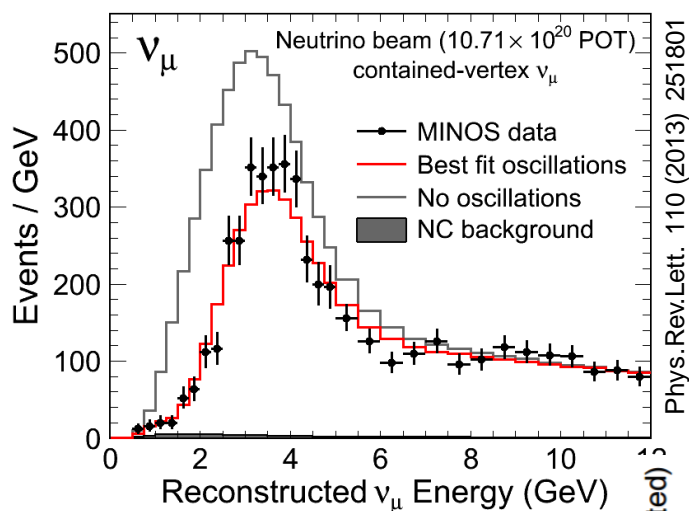 500
400
300
200
100
0
Events / GeV
νμ
Neutrino beam (10.71 × 10²⁰ POT)
contained-vertex νμ
MINOS data
Best fit oscillations
No oscillations
NC background
0 2 4 6 8 10 12
Reconstructed νμ Energy (GeV)
Phys.Rev.Lett. 110 (2013) 251801